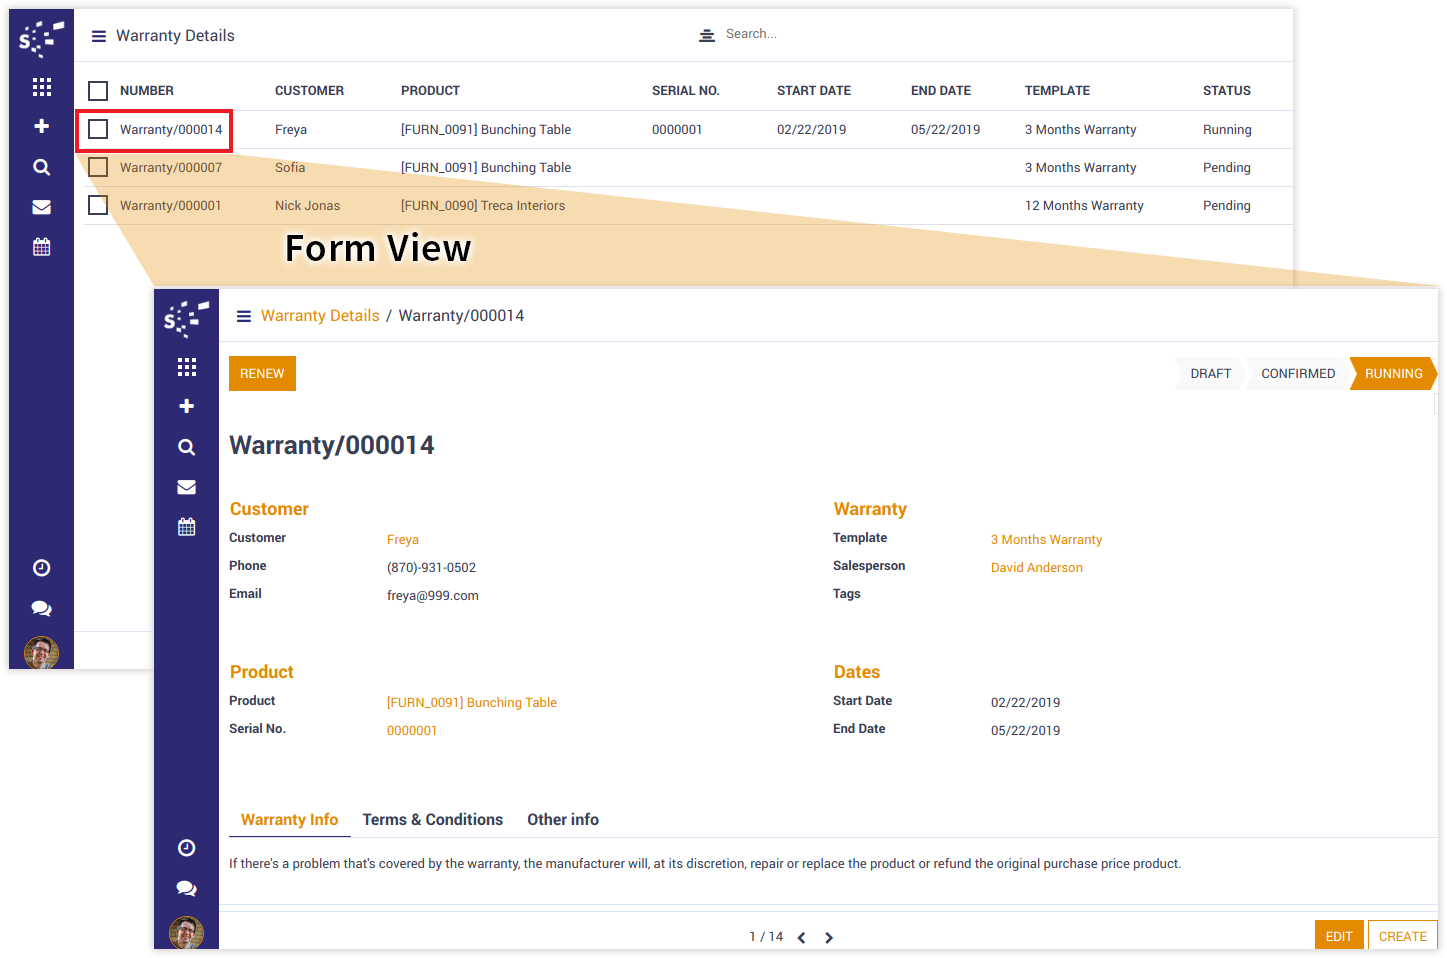 Warranty Details
Search...
NUMBER CUSTOMER PRODUCT SERIAL NO. START DATE END DATE TEMPLATE STATUS
Warranty/000014 Freya [FURN_0091] Bunching Table 0000001 02/22/2019 05/22/2019 3 Months Warranty Running
Warranty/000007 Sofia [FURN_0091] Bunching Table 3 Months Warranty Pending
Warranty/000001 Nick Jonas [FURN_0090] Treca Interiors 12 Months Warranty Pending
Form View
Warranty Details / Warranty/000014
RENEW DRAFT CONFIRMED RUNNING
Warranty/000014
Customer
Customer Freya
Phone (870)-931-0502
Email freya@999.com
Warranty
Template 3 Months Warranty
Salesperson David Anderson
Tags
Product
Product [FURN_0091] Bunching Table
Serial No. 0000001
Dates
Start Date 02/22/2019
End Date 05/22/2019
Warranty Info Terms & Conditions Other info
If there's a problem that's covered by the warranty, the manufacturer will, at its discretion, repair or replace the product or refund the original purchase price product.
1 / 14
EDIT CREATE